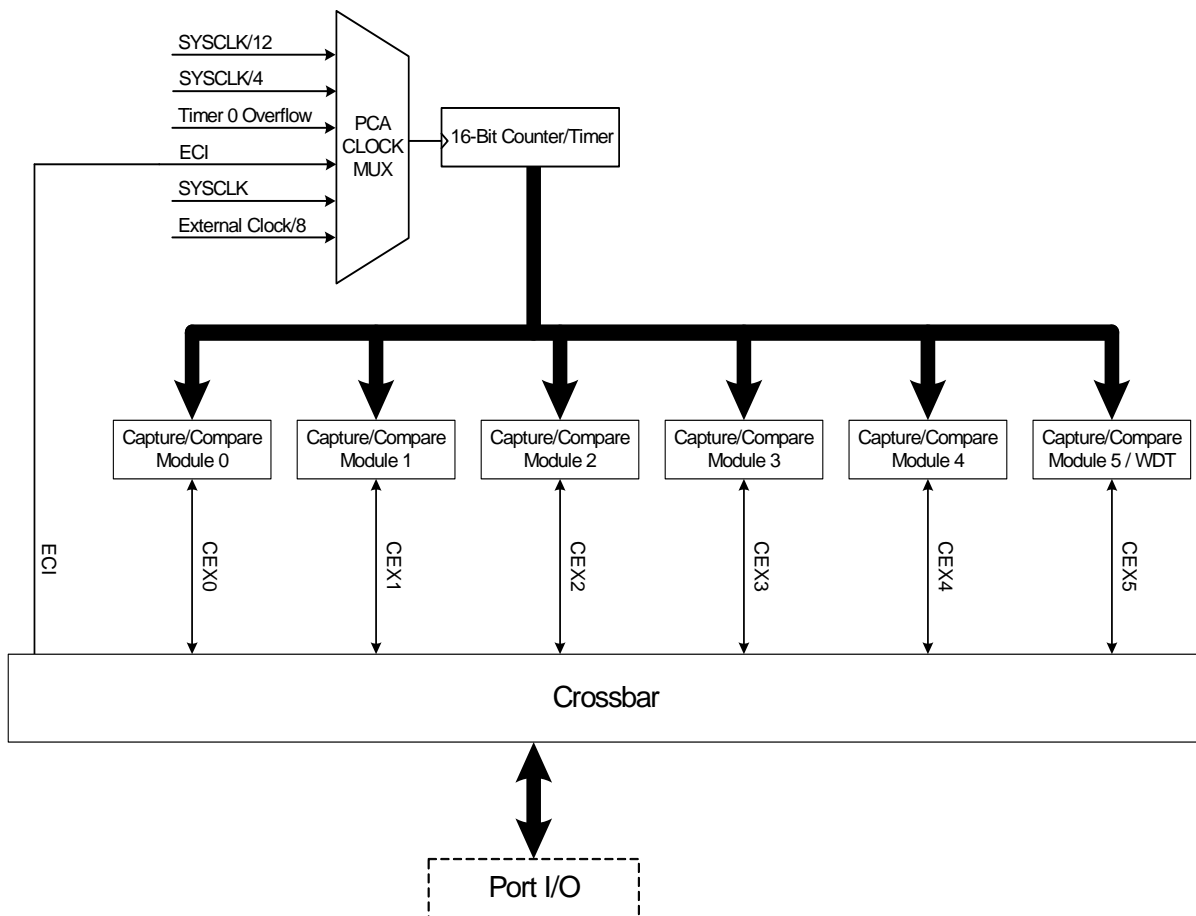 SYSCLK/12
SYSCLK/4
Timer 0 Overflow
ECI
SYSCLK
External Clock/8
PCA
CLOCK
MUX
16-Bit Counter/Timer
Capture/Compare
Module 0
Capture/Compare
Module 1
Capture/Compare
Module 2
Capture/Compare
Module 3
Capture/Compare
Module 4
Capture/Compare
Module 5 / WDT
ECI
CEX0
CEX1
CEX2
CEX3
CEX4
CEX5
Crossbar
Port I/O